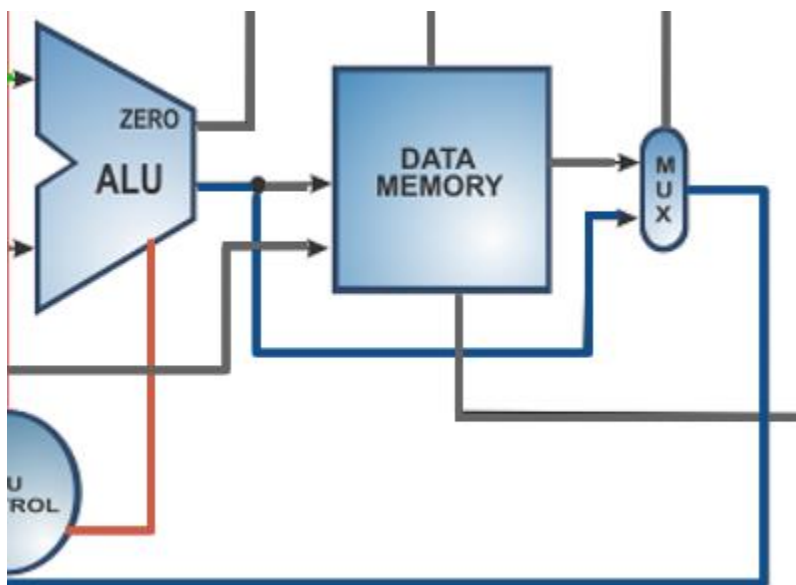 ZERO
ALU
DATA
MEMORY
M
U
X
U
TROL